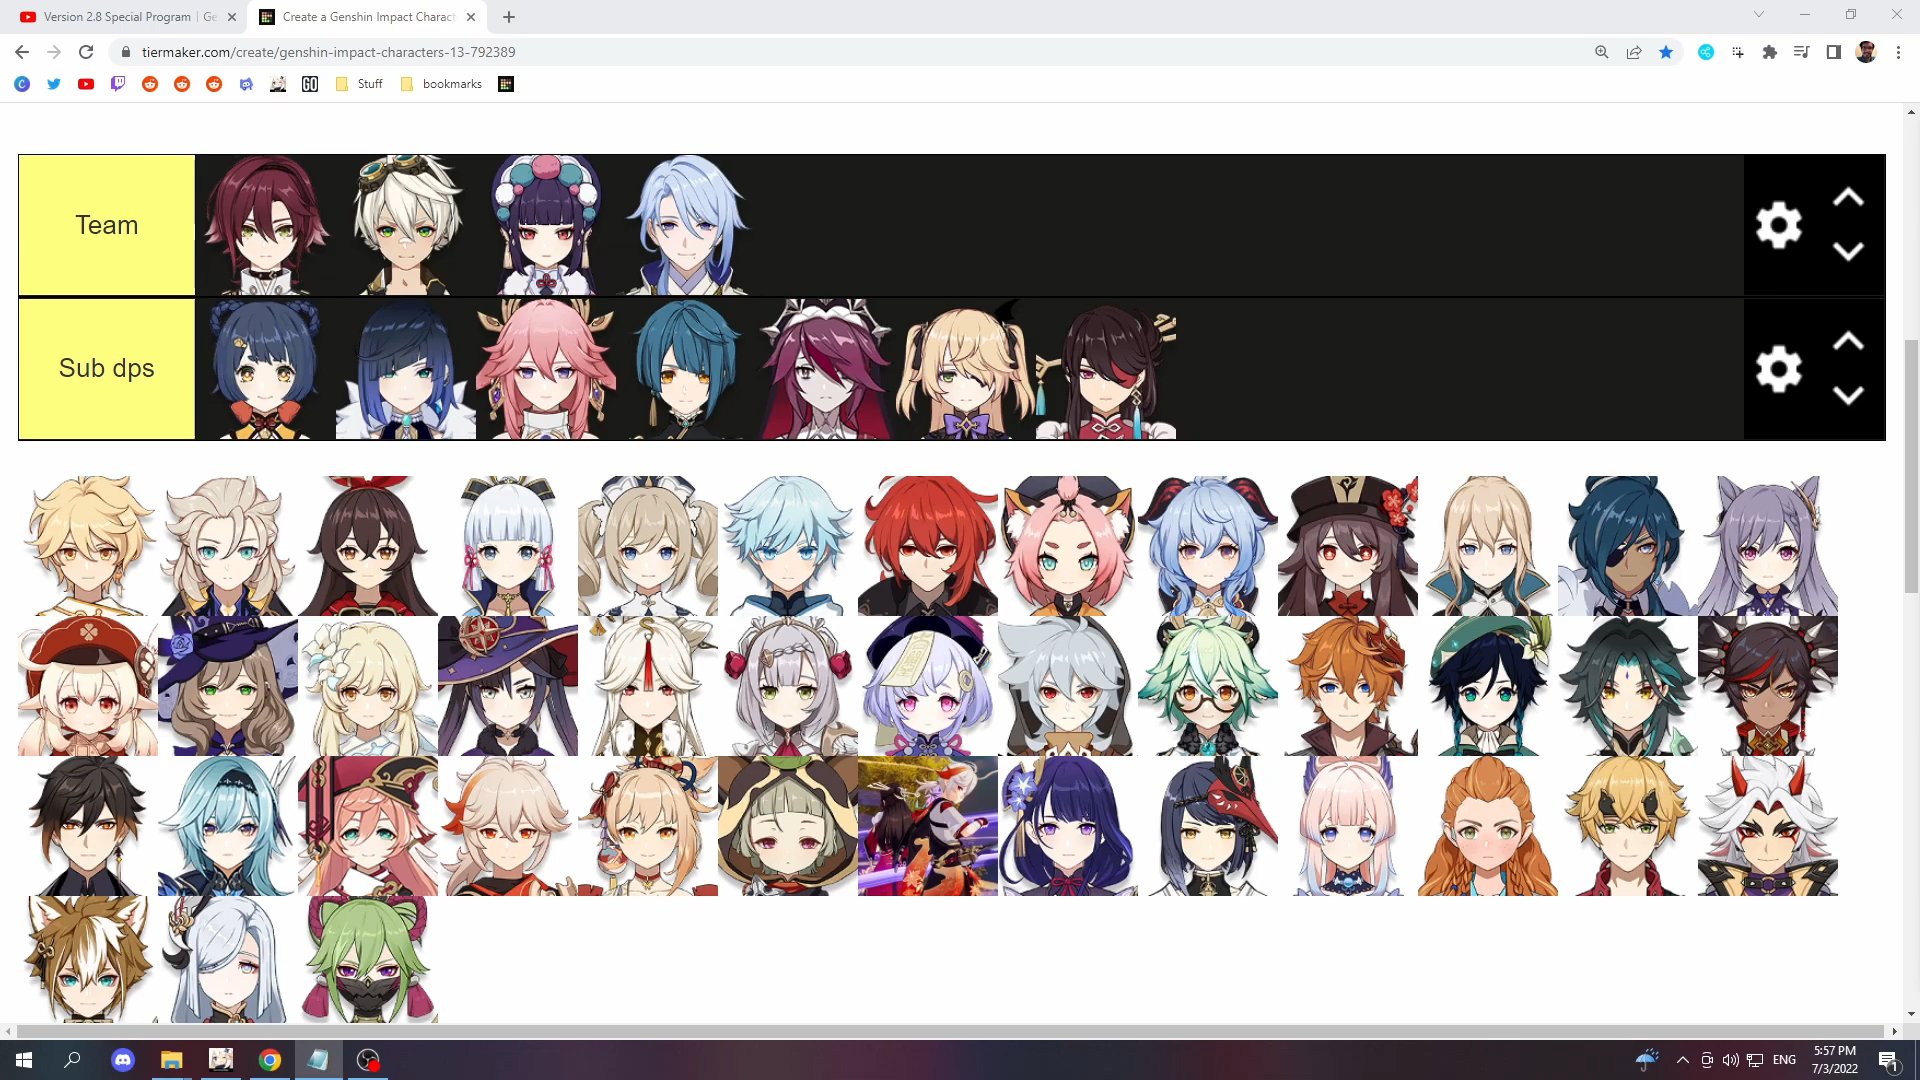 Version 2.8 Special Program | Ge
Create a Genshin Impact Charact
tiermaker.com/create/genshin-impact-characters-13-792389
Stuff
bookmarks
Team
Sub dps
ENG
5:57 PM
7/3/2022
1